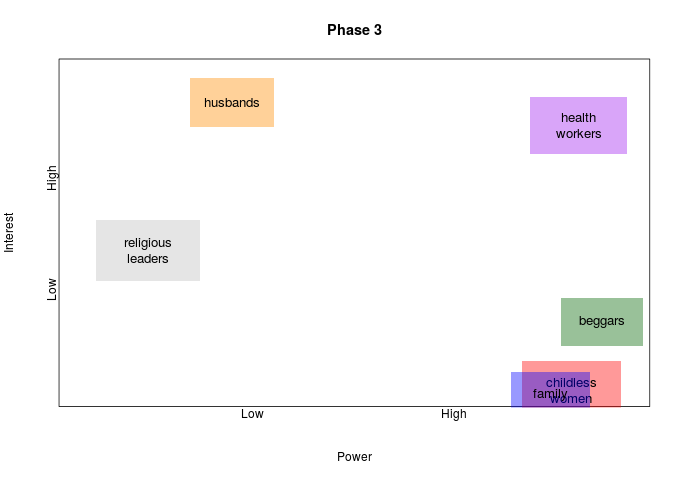 Phase 3
husbands
health
workers
High
Interest
religious
leaders
Low
beggars
childless
family
women
Low
High
Power